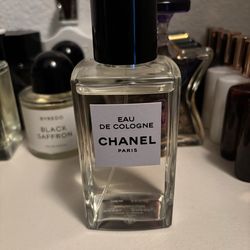 EAU
DE COLOGNE
CHANEL
PARIS
BYREDO
BLACK
SAFFRON